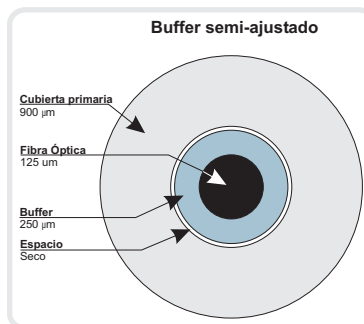 Buffer semi-ajustado
Cubierta primaria
900 µm
Fibra Óptica
125 um
Buffer
250 µm
Espacio
Seco